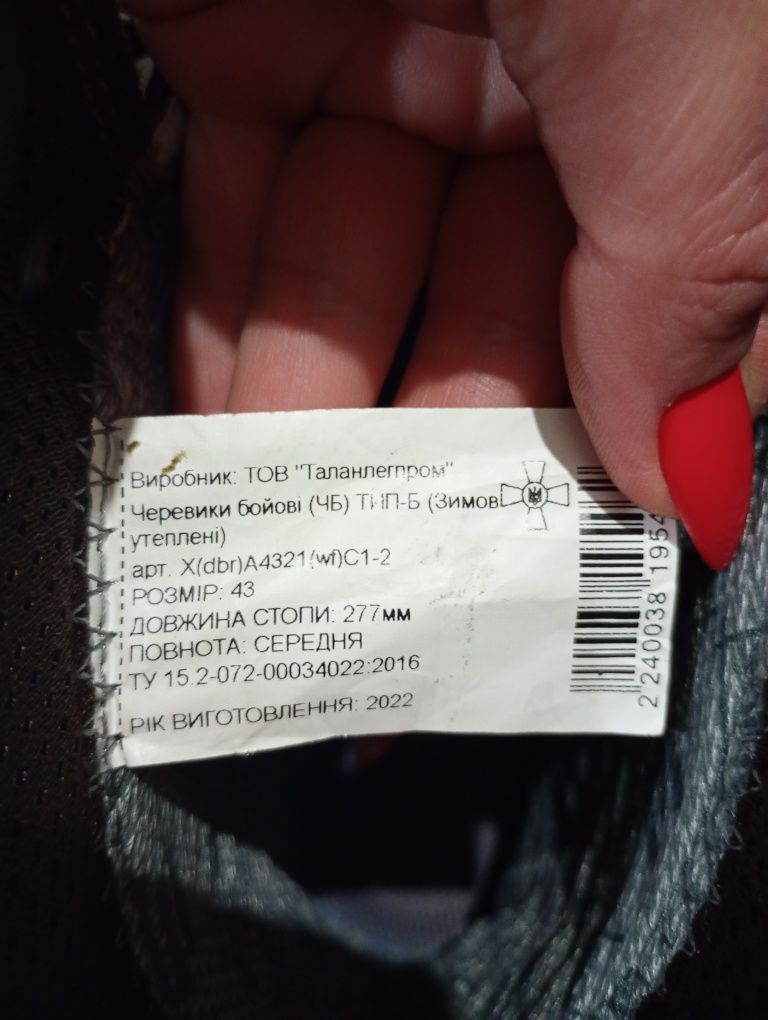 Виробник: ТОВ "Таланлегпром"
Черевики бойові (ЧБ) ТИП-Б (Зимові
утеплені)
арт. X(dbr)A4321(wf)C1-2
РОЗМІР: 43
ДОВЖИНА СТОПИ: 277мм
ПОВНОТА: СЕРЕДНЯ
ТУ 15.2-072-00034022:2016
РІК ВИГОТОВЛЕННЯ: 2022
2 240038 1954